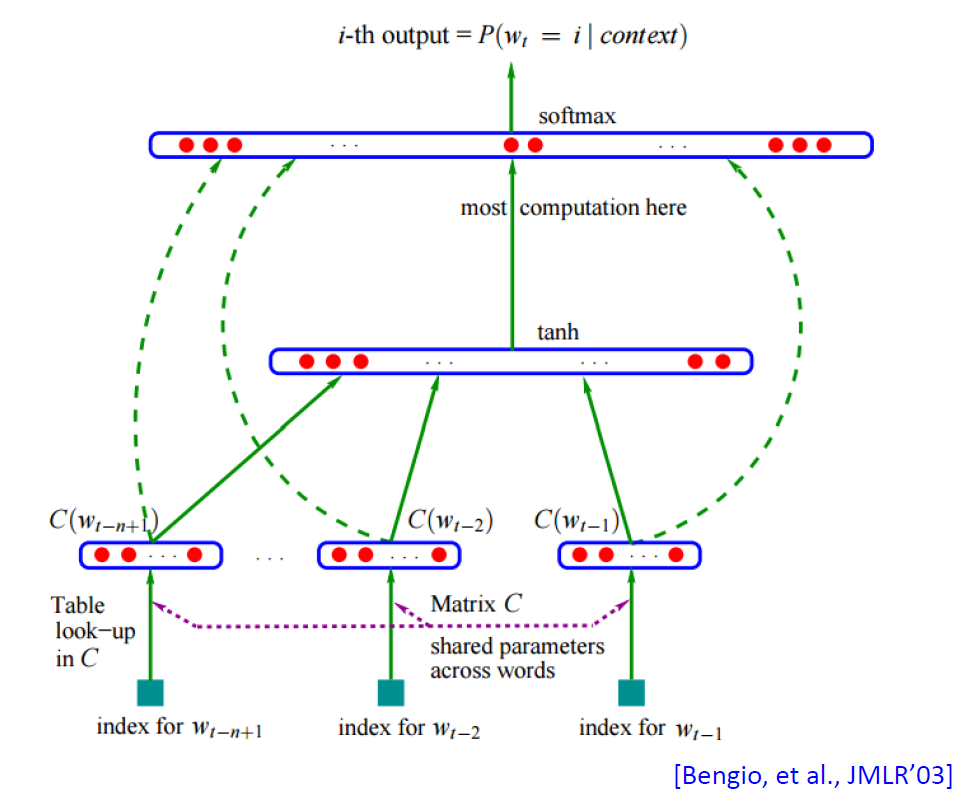 i-th output = P(w_t = i | context)
softmax
. . .
. . .
most computation here
tanh
. . .
. . .
C(w_{t−n+1})
C(w_{t−2})
C(w_{t−1})
. . .
. . .
. . .
. . .
Table
look−up
in C
Matrix C
shared parameters
across words
index for w_{t−n+1}
index for w_{t−2}
index for w_{t−1}
[Bengio, et al., JMLR’03]